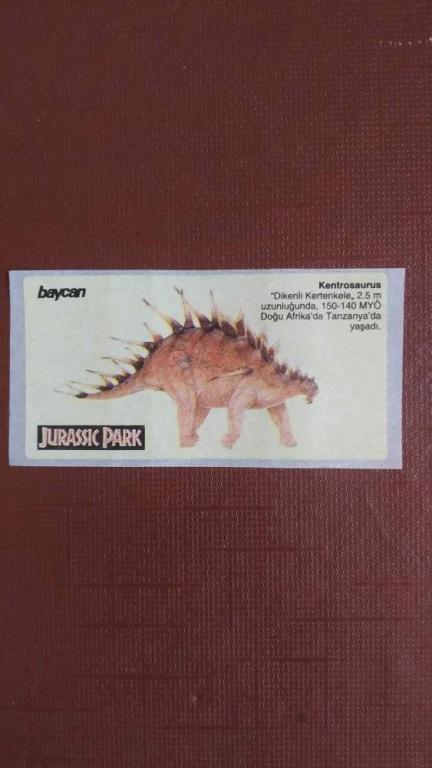 baycan
Kentrosaurus
"Dikenli Kertenkele„ 2.5 m
uzunluğunda, 150-140 MYÖ
Doğu Afrika'da Tanzanya'da
yaşadı.
JURASSIC PARK